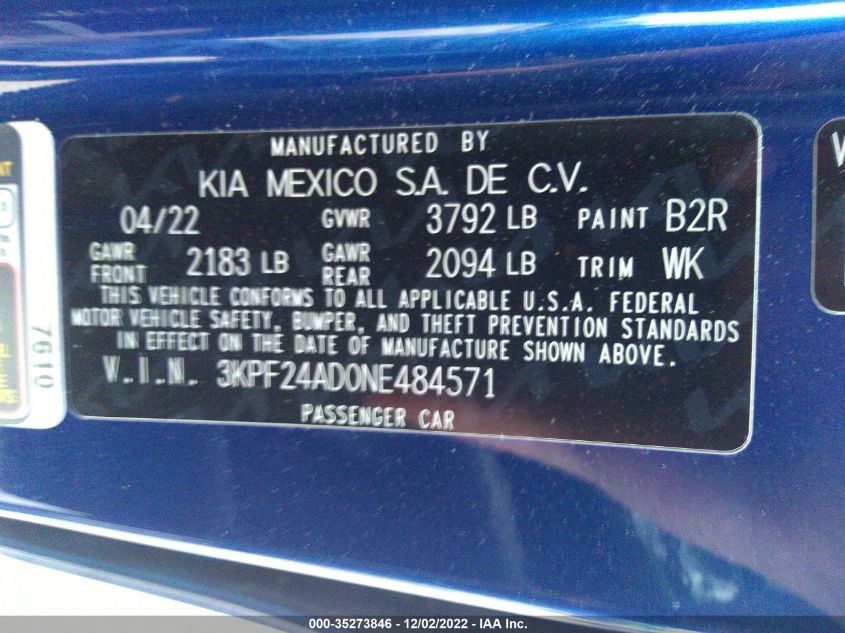 MANUFACTURED BY
KIA MEXICO S.A. DE C.V.
04/22 GVWR 3792 LB PAINT B2R
GAWR FRONT 2183 LB GAWR REAR 2094 LB TRIM WK
THIS VEHICLE CONFORMS TO ALL APPLICABLE U.S.A. FEDERAL
MOTOR VEHICLE SAFETY, BUMPER, AND THEFT PREVENTION STANDARDS
IN EFFECT ON THE DATE OF MANUFACTURE SHOWN ABOVE.
V.I.N. 3KPF24AD0NE484571
PASSENGER CAR
7610
000-35273846 - 12/02/2022 - IAA Inc.